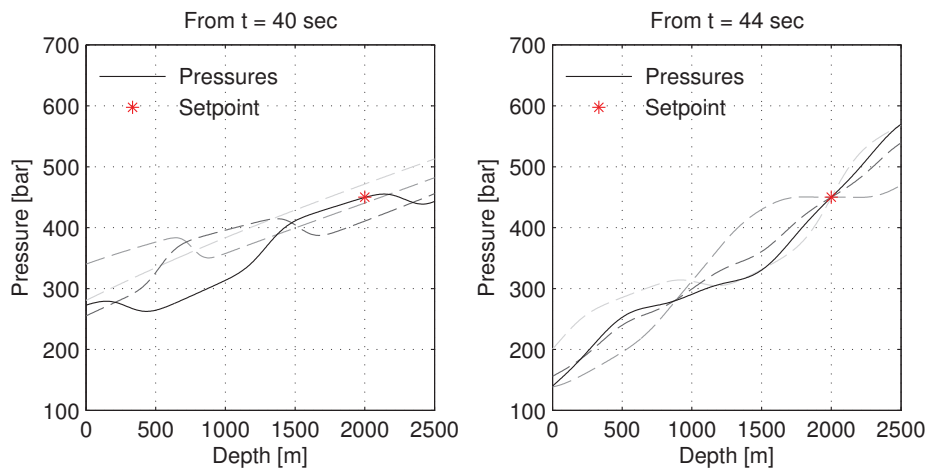 From t = 40 sec
700
600
500
400
300
200
100
Pressure [bar]
Pressures
Setpoint
0 500 1000 1500 2000 2500
Depth [m]
From t = 44 sec
700
600
500
400
300
200
100
Pressure [bar]
Pressures
Setpoint
0 500 1000 1500 2000 2500
Depth [m]